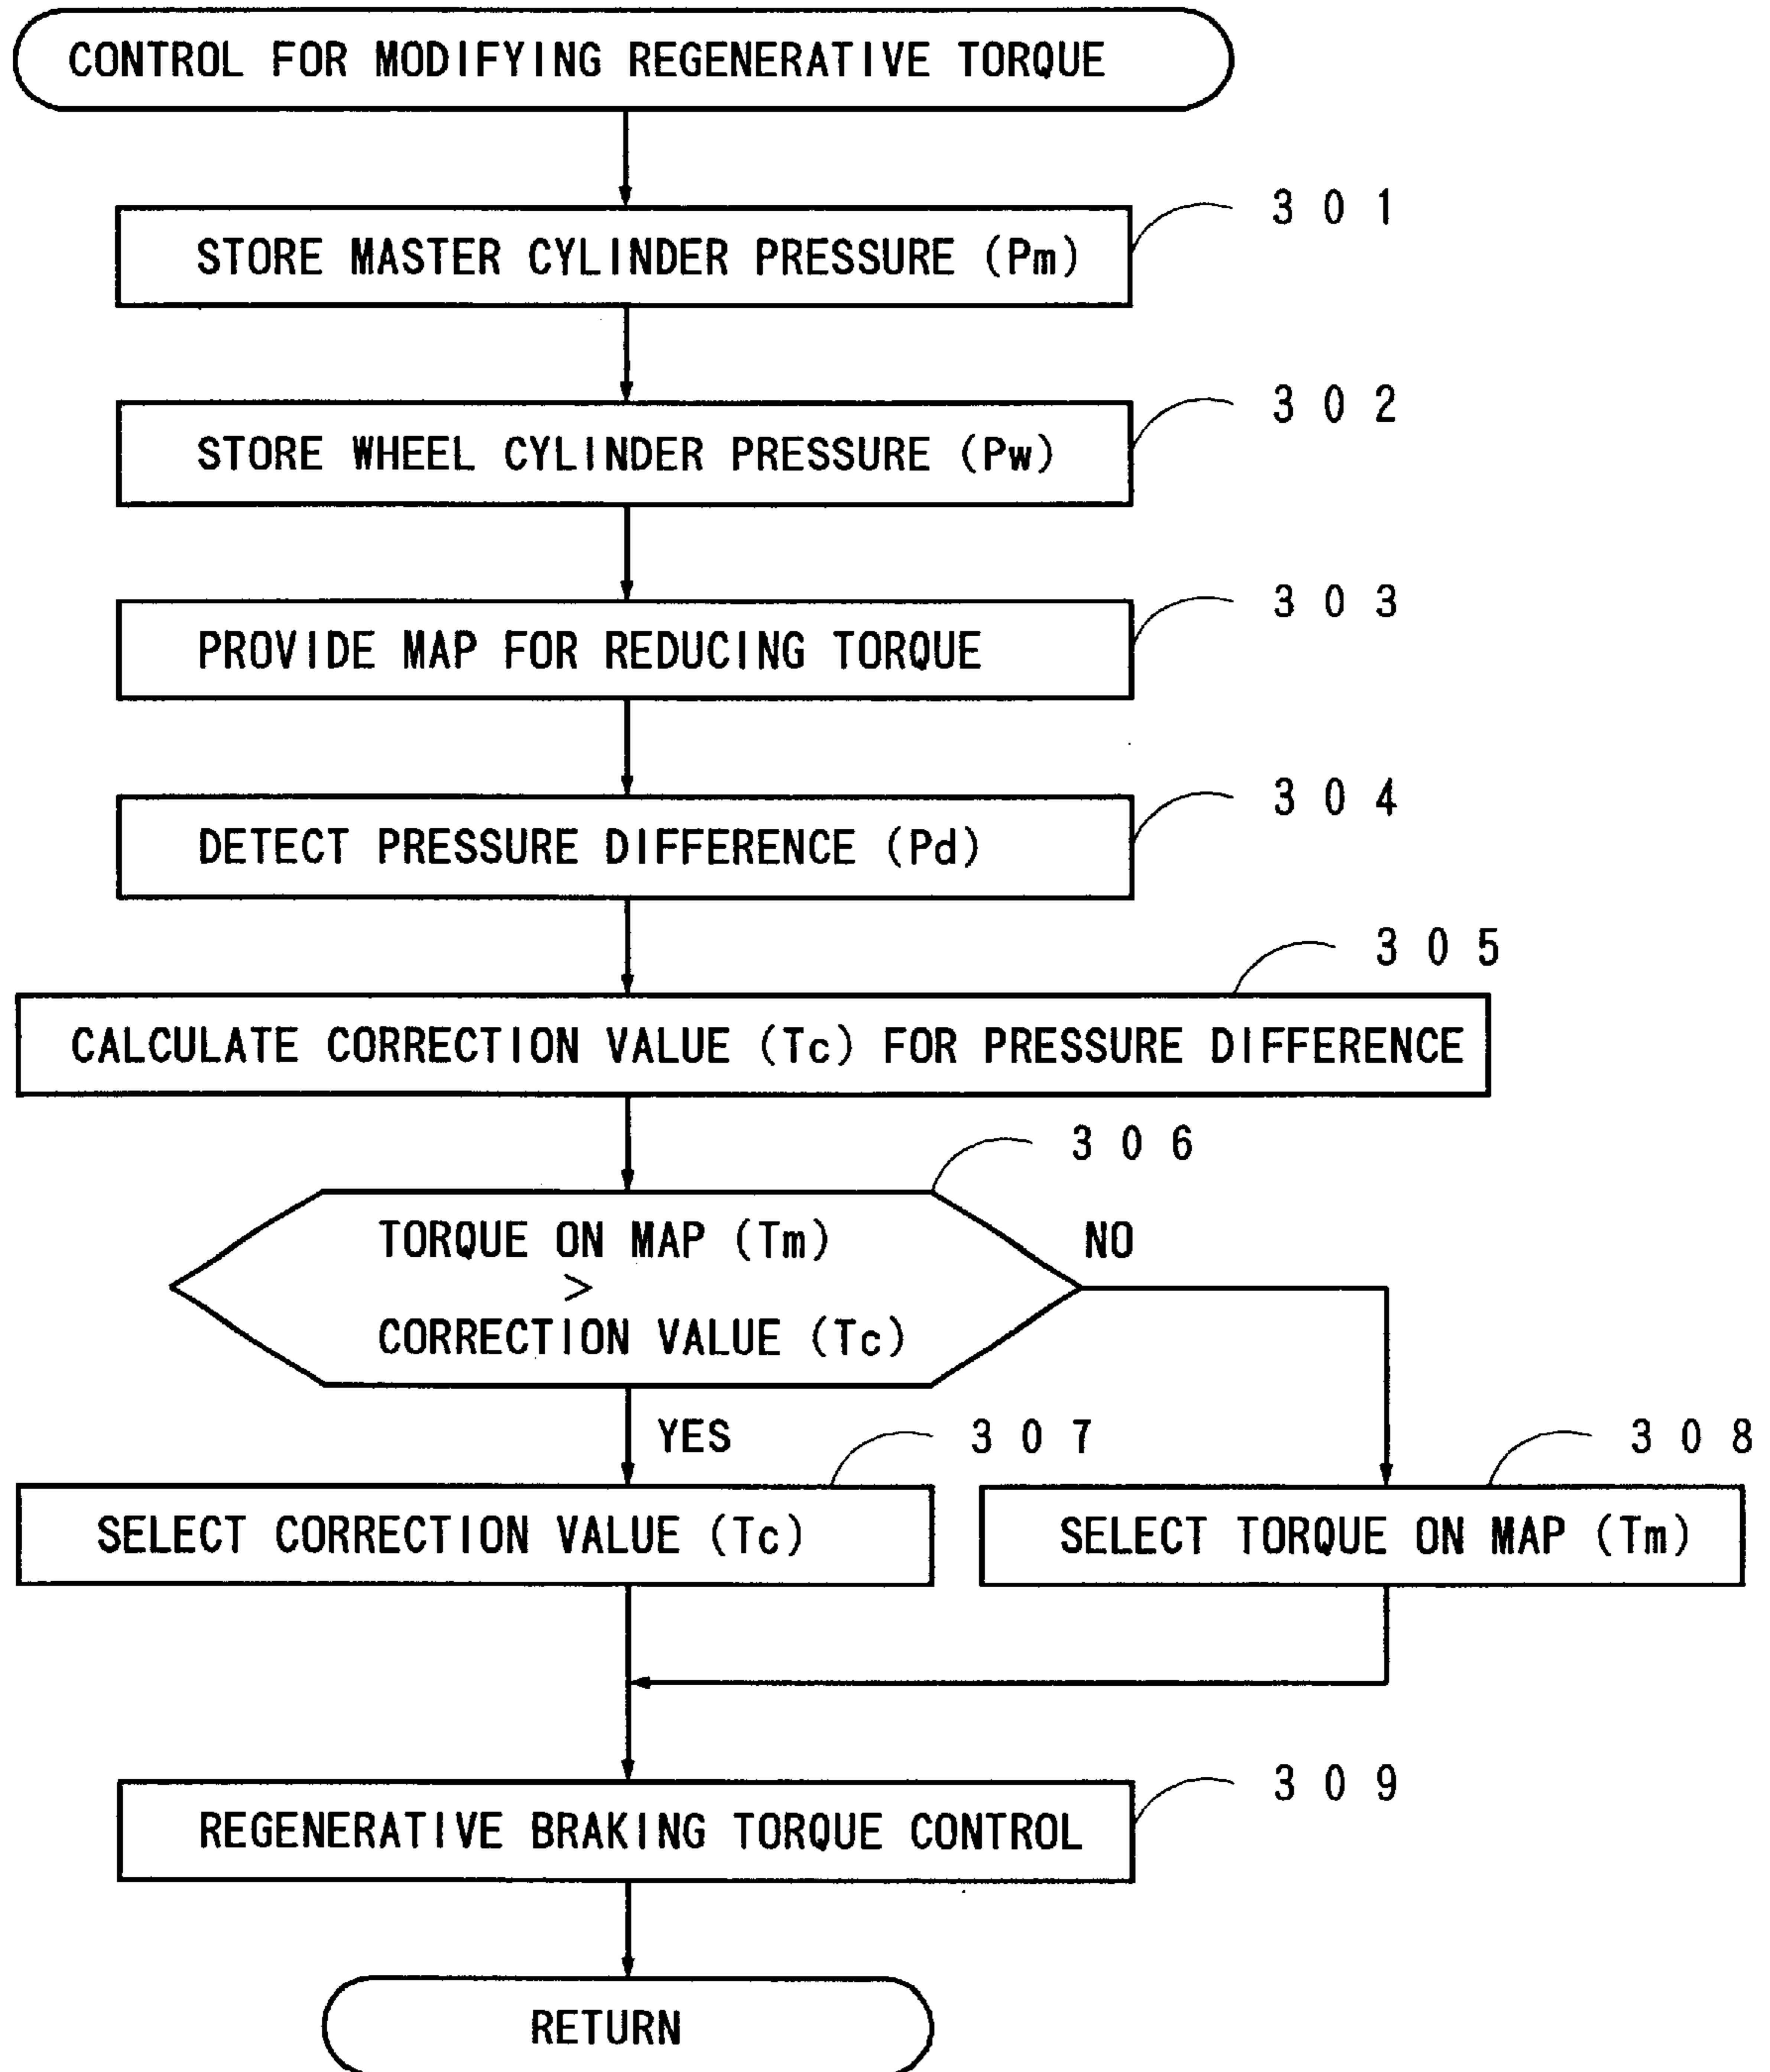 CONTROL FOR MODIFYING REGENERATIVE TORQUE
301
STORE MASTER CYLINDER PRESSURE (Pm)
302
STORE WHEEL CYLINDER PRESSURE (Pw)
303
PROVIDE MAP FOR REDUCING TORQUE
304
DETECT PRESSURE DIFFERENCE (Pd)
305
CALCULATE CORRECTION VALUE (Tc) FOR PRESSURE DIFFERENCE
306
TORQUE ON MAP (Tm)
>
CORRECTION VALUE (Tc)
NO
YES
307
SELECT CORRECTION VALUE (Tc)
308
SELECT TORQUE ON MAP (Tm)
309
REGENERATIVE BRAKING TORQUE CONTROL
RETURN